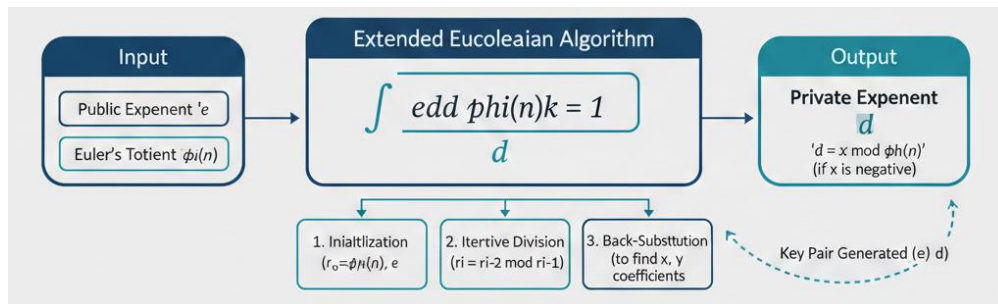 Input
Public Expenent 'e
Euler's Totient ϕi(n)
Extended Eucoleaian Algorithm
∫ edd phi(n)k = 1
d
Output
Private Expenent
d
'd = x mod ϕh(n)'
(if x is negative)
1. Inialtlization
(r₀=ϕן(n), e
2. Itertive Division
(ri = ri-2 mod ri-1)
3. Back-Substtution
(to find x, y
coefficients
Key Pair Generated (e) d)